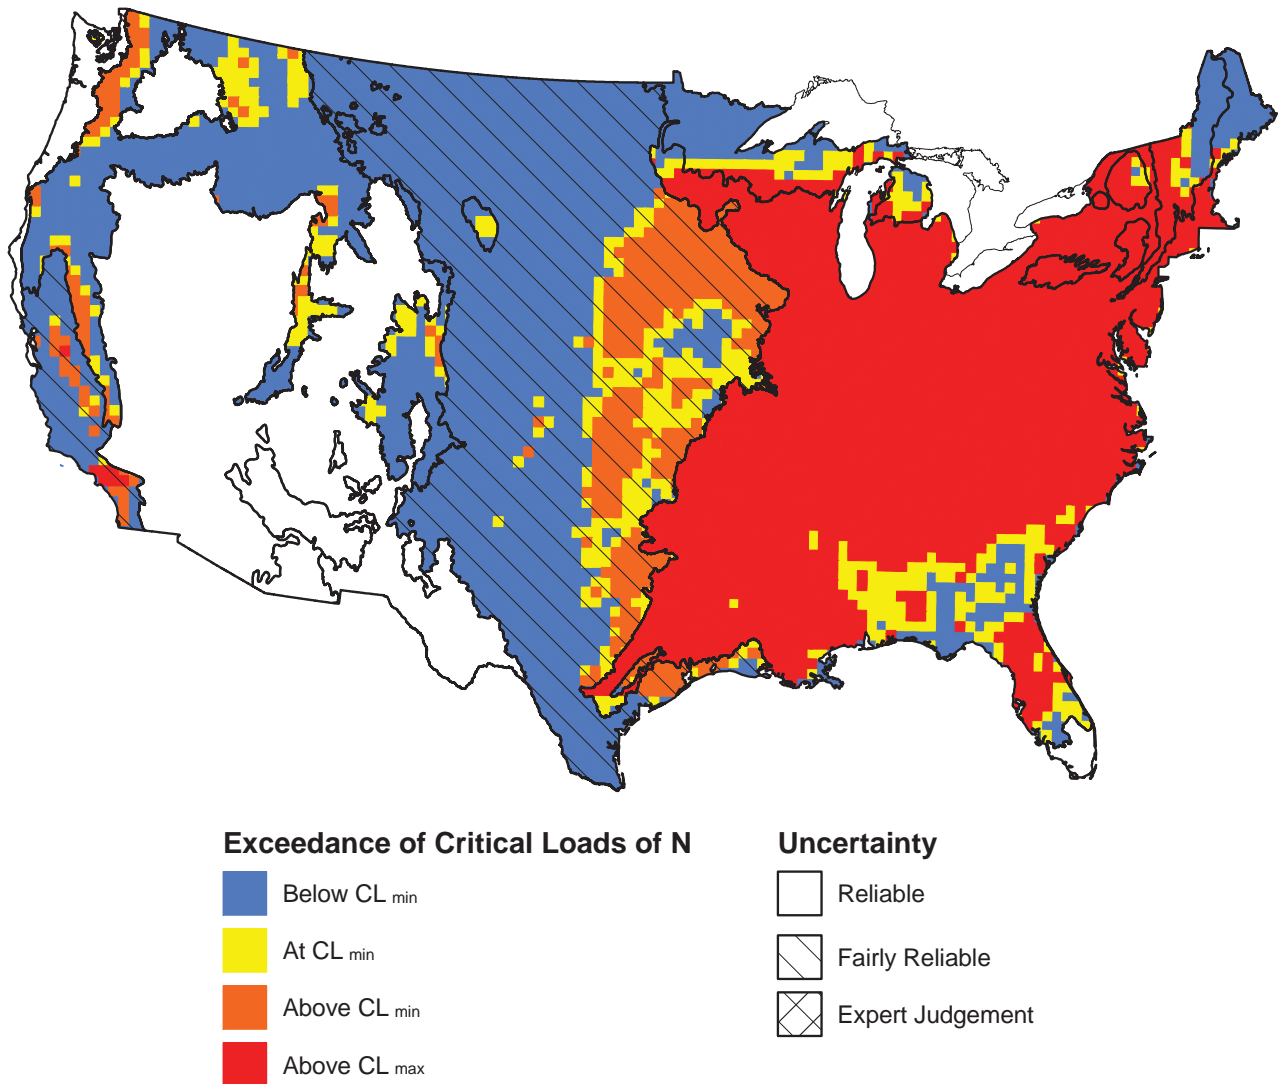 Exceedance of Critical Loads of N
Below CL min
At CL min
Above CL min
Above CL max
Uncertainty
Reliable
Fairly Reliable
Expert Judgement